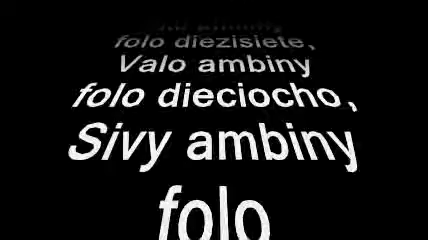 folo diezisiete,
Valo ambiny
folo dieciocho,
Sivy ambiny
folo